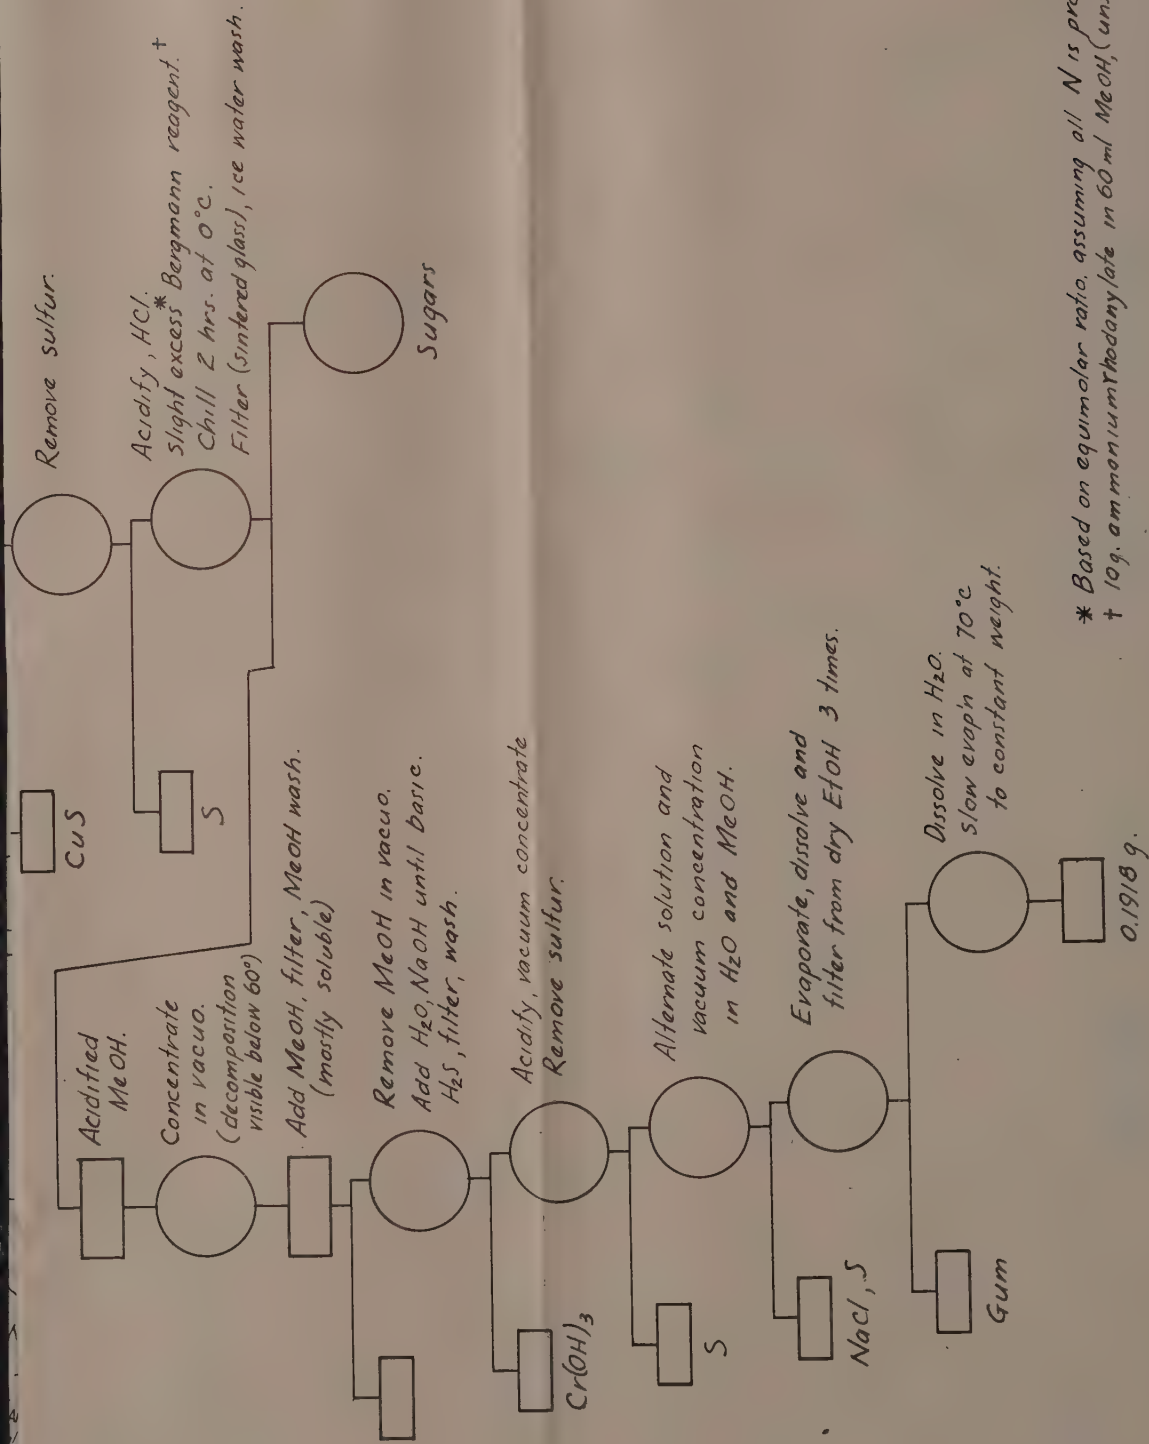 CuS
Remove sulfur.
S
Acidify, HCl.
Slight excess* Bergmann reagent.†
Chill 2 hrs. at 0°C.
Filter (sintered glass), ice water wash.
Sugars
Acidified
MeOH.
Concentrate
in vacuo.
(decomposition
visible below 60°)
Add MeOH, filter, MeOH wash.
(mostly soluble)
Remove MeOH in vacuo.
Add H₂O, NaOH until basic.
H₂S, filter, wash.
Cr(OH)₃
Acidify, vacuum concentrate
Remove sulfur.
S
Alternate solution and
vacuum concentration
in H₂O and MeOH.
NaCl, S
Evaporate, dissolve and
filter from dry EtOH 3 times.
Gum
Dissolve in H₂O.
Slow evap'n at 70°C
to constant weight.
0.1918 g.
* Based on equimolar ratio, assuming all N is
† 10g. ammonium rhodanylate in 60 ml MeOH,